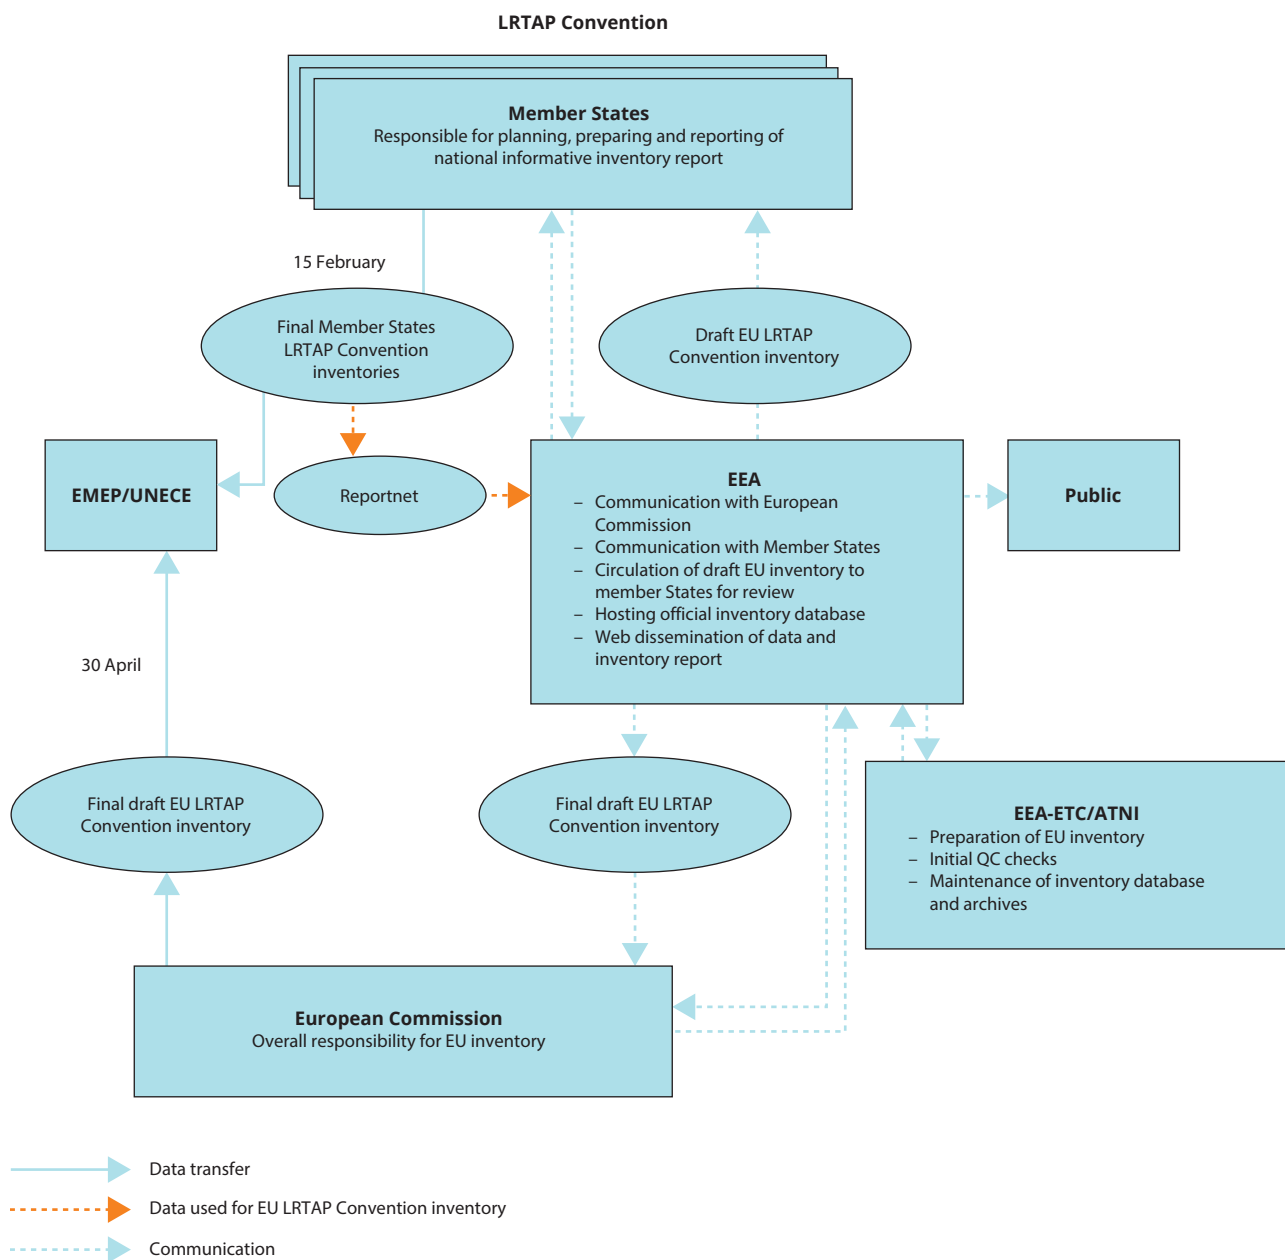 LRTAP Convention
Member States
Responsible for planning, preparing and reporting of
national informative inventory report
15 February
Final Member States
LRTAP Convention
inventories
Draft EU LRTAP
Convention inventory
EMEP/UNECE
Reportnet
EEA
– Communication with European
Commission
– Communication with Member States
– Circulation of draft EU inventory to
member States for review
– Hosting official inventory database
– Web dissemination of data and
inventory report
Public
30 April
Final draft EU LRTAP
Convention inventory
Final draft EU LRTAP
Convention inventory
EEA-ETC/ATNI
– Preparation of EU inventory
– Initial QC checks
– Maintenance of inventory database
and archives
European Commission
Overall responsibility for EU inventory
Data transfer
Data used for EU LRTAP Convention inventory
Communication